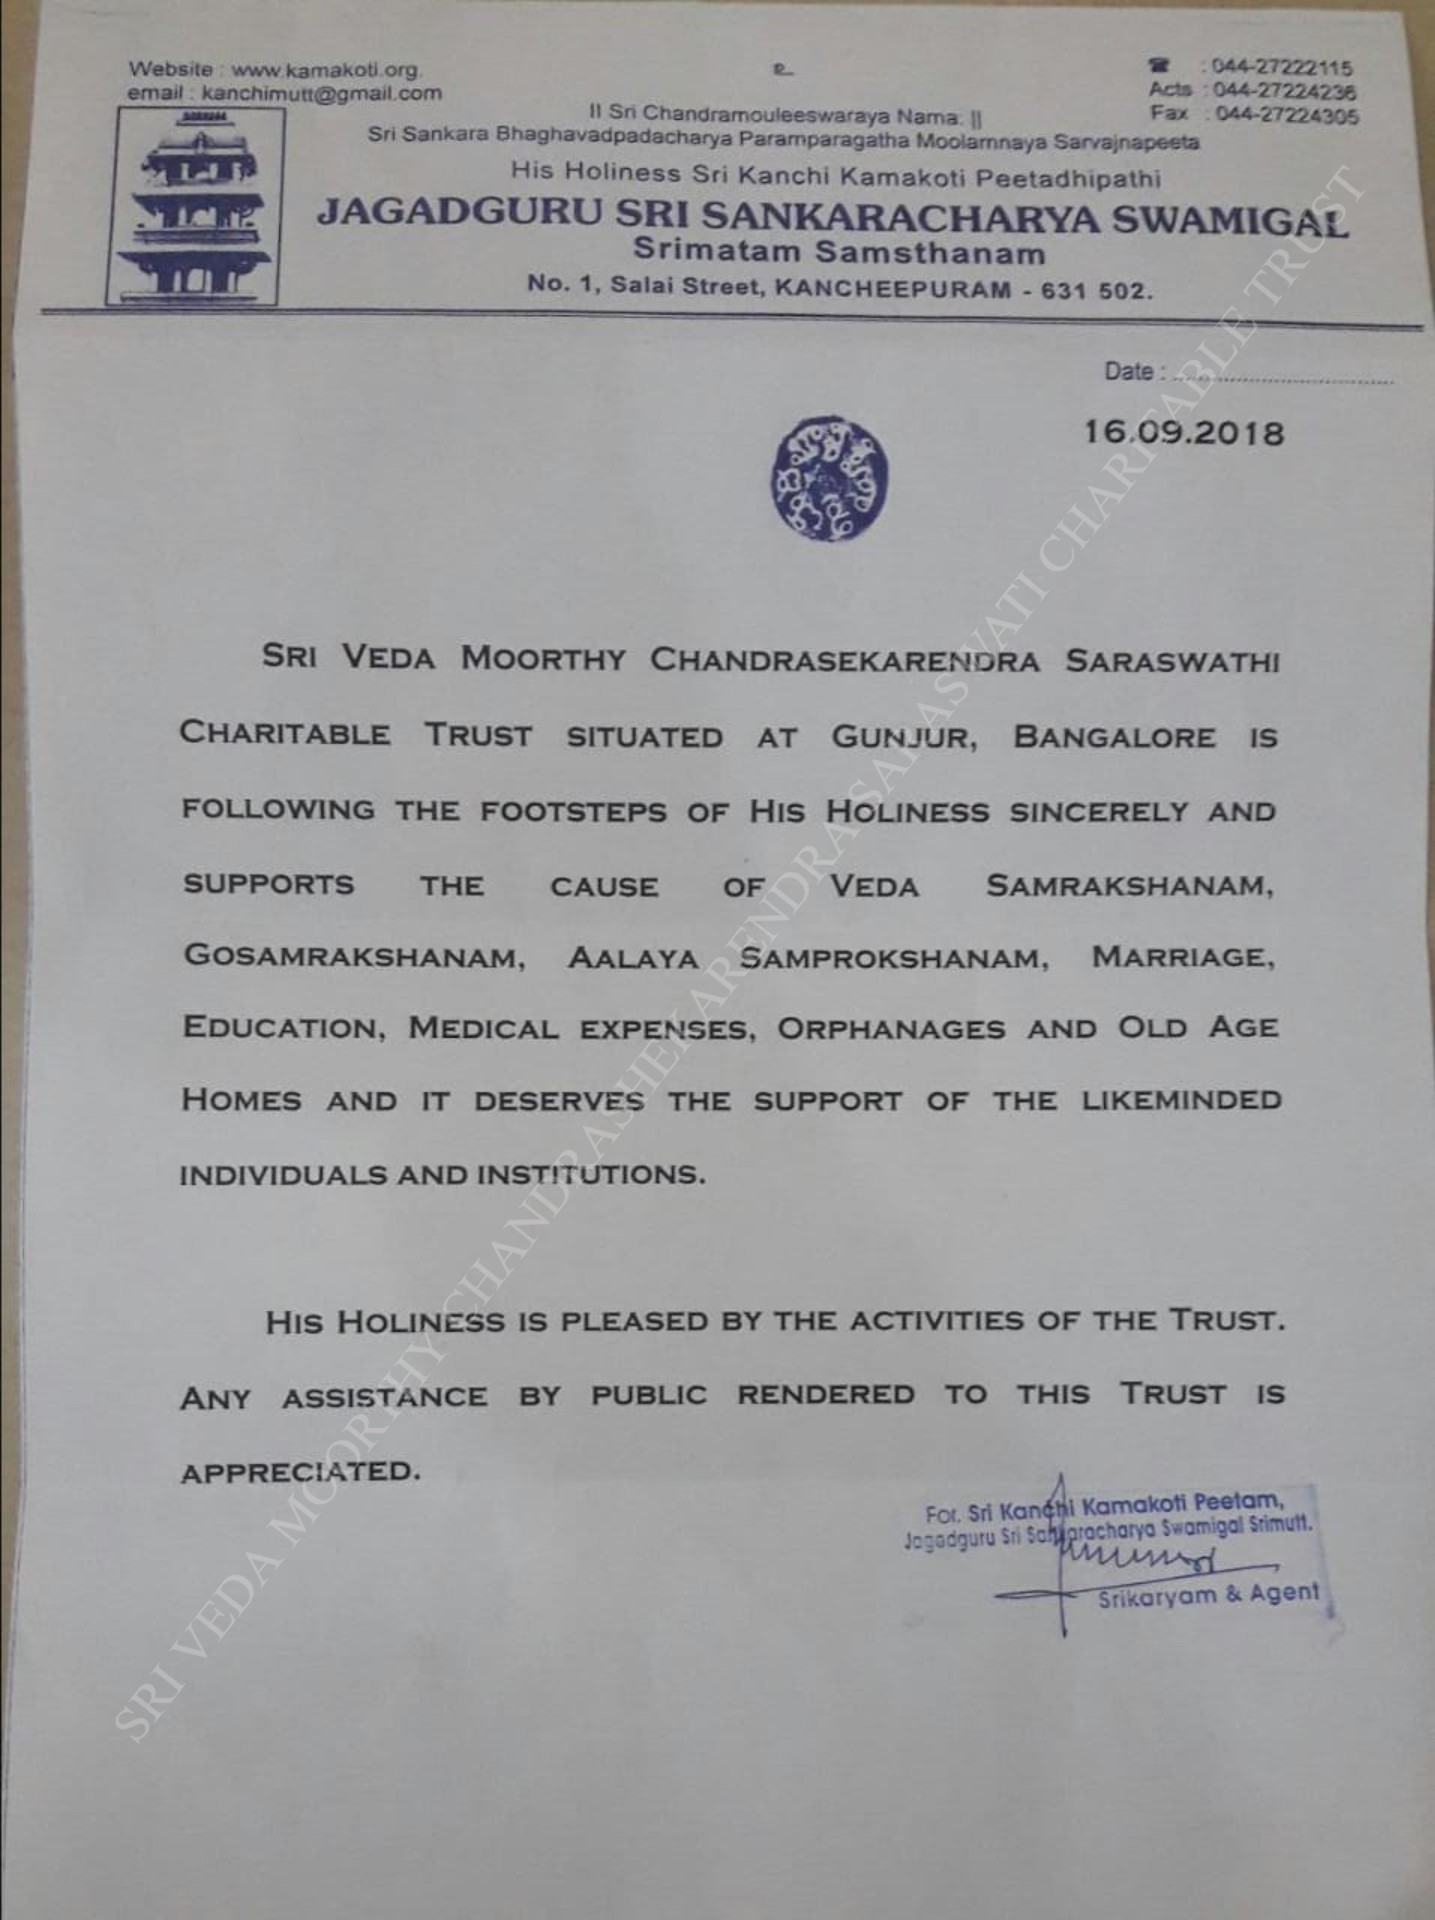 Website : www.kamakoti.org.
email : kanchimutt@gmail.com
உ
☎ : 044-27222115
Acts : 044-27224236
Fax : 044-27224305
II Sri Chandramouleeswaraya Nama: ||
Sri Sankara Bhaghavadpadacharya Paramparagatha Moolamnaya Sarvajnapeeta
His Holiness Sri Kanchi Kamakoti Peetadhipathi
JAGADGURU SRI SANKARACHARYA SWAMIGAL
Srimatam Samsthanam
No. 1, Salai Street, KANCHEEPURAM - 631 502.
Date :
16.09.2018
SRI VEDA MOORTHY CHANDRASEKARENDRA SARASWATHI
CHARITABLE TRUST SITUATED AT GUNJUR, BANGALORE IS
FOLLOWING THE FOOTSTEPS OF HIS HOLINESS SINCERELY AND
SUPPORTS THE CAUSE OF VEDA SAMRAKSHANAM,
GOSAMRAKSHANAM, AALAYA SAMPROKSHANAM, MARRIAGE,
EDUCATION, MEDICAL EXPENSES, ORPHANAGES AND OLD AGE
HOMES AND IT DESERVES THE SUPPORT OF THE LIKEMINDED
INDIVIDUALS AND INSTITUTIONS.
HIS HOLINESS IS PLEASED BY THE ACTIVITIES OF THE TRUST.
ANY ASSISTANCE BY PUBLIC RENDERED TO THIS TRUST IS
APPRECIATED.
For. Sri Kanchi Kamakoti Peetam,
Jagadguru Sri Sankaracharya Swamigal Srimutt.
Srikaryam & Agent
SRI VEDA MOORTHY CHANDRASHEKARENDRA SARASWATI CHARITABLE TRUST